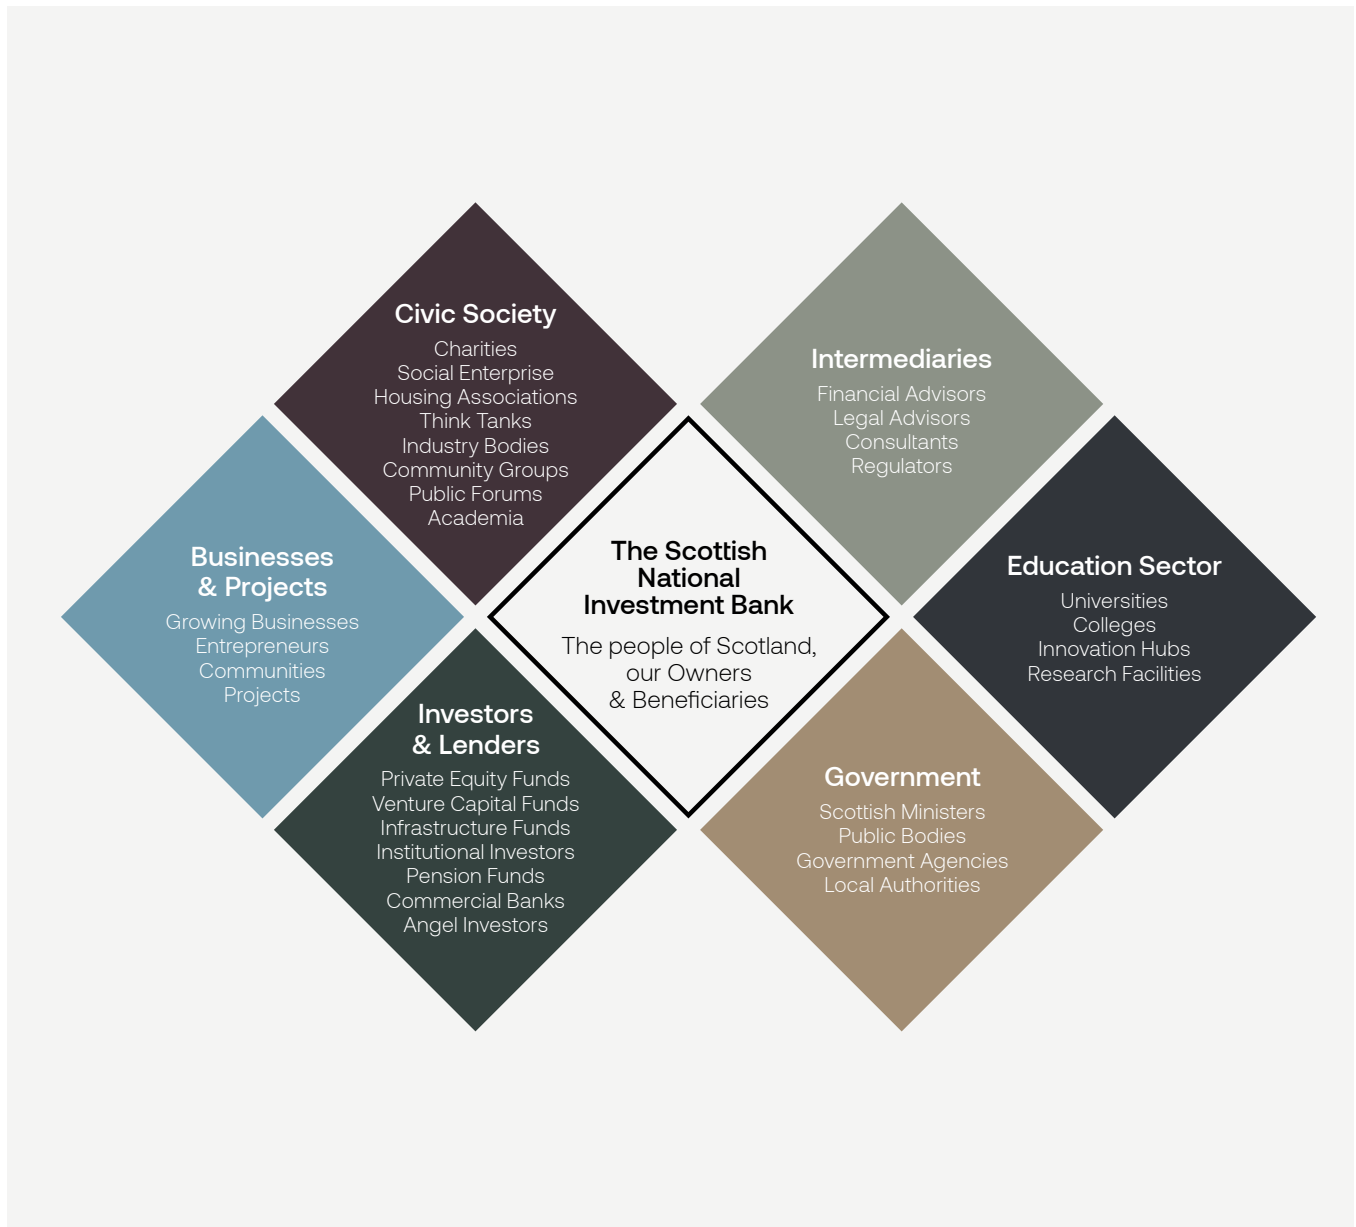 Civic Society
Charities
Social Enterprise
Housing Associations
Think Tanks
Industry Bodies
Community Groups
Public Forums
Academia
Intermediaries
Financial Advisors
Legal Advisors
Consultants
Regulators
Businesses
& Projects
Growing Businesses
Entrepreneurs
Communities
Projects
The Scottish
National
Investment Bank
The people of Scotland,
our Owners
& Beneficiaries
Education Sector
Universities
Colleges
Innovation Hubs
Research Facilities
Investors
& Lenders
Private Equity Funds
Venture Capital Funds
Infrastructure Funds
Institutional Investors
Pension Funds
Commercial Banks
Angel Investors
Government
Scottish Ministers
Public Bodies
Government Agencies
Local Authorities